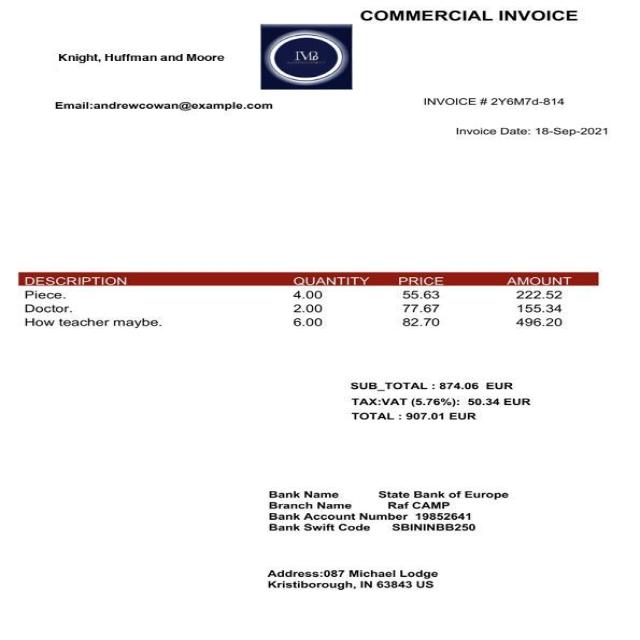 COMMERCIAL INVOICE
IMB
Knight, Huffman and Moore
Email:andrewcowan@example.com
INVOICE # 2Y6M7d-814
Invoice Date: 18-Sep-2021
DESCRIPTION QUANTITY PRICE AMOUNT
Piece. 4.00 55.63 222.52
Doctor. 2.00 77.67 155.34
How teacher maybe. 6.00 82.70 496.20
SUB_TOTAL : 874.06 EUR
TAX:VAT (5.76%): 50.34 EUR
TOTAL : 907.01 EUR
Bank Name State Bank of Europe
Branch Name Raf CAMP
Bank Account Number 19852641
Bank Swift Code SBININBB250
Address:087 Michael Lodge
Kristiborough, IN 63843 US